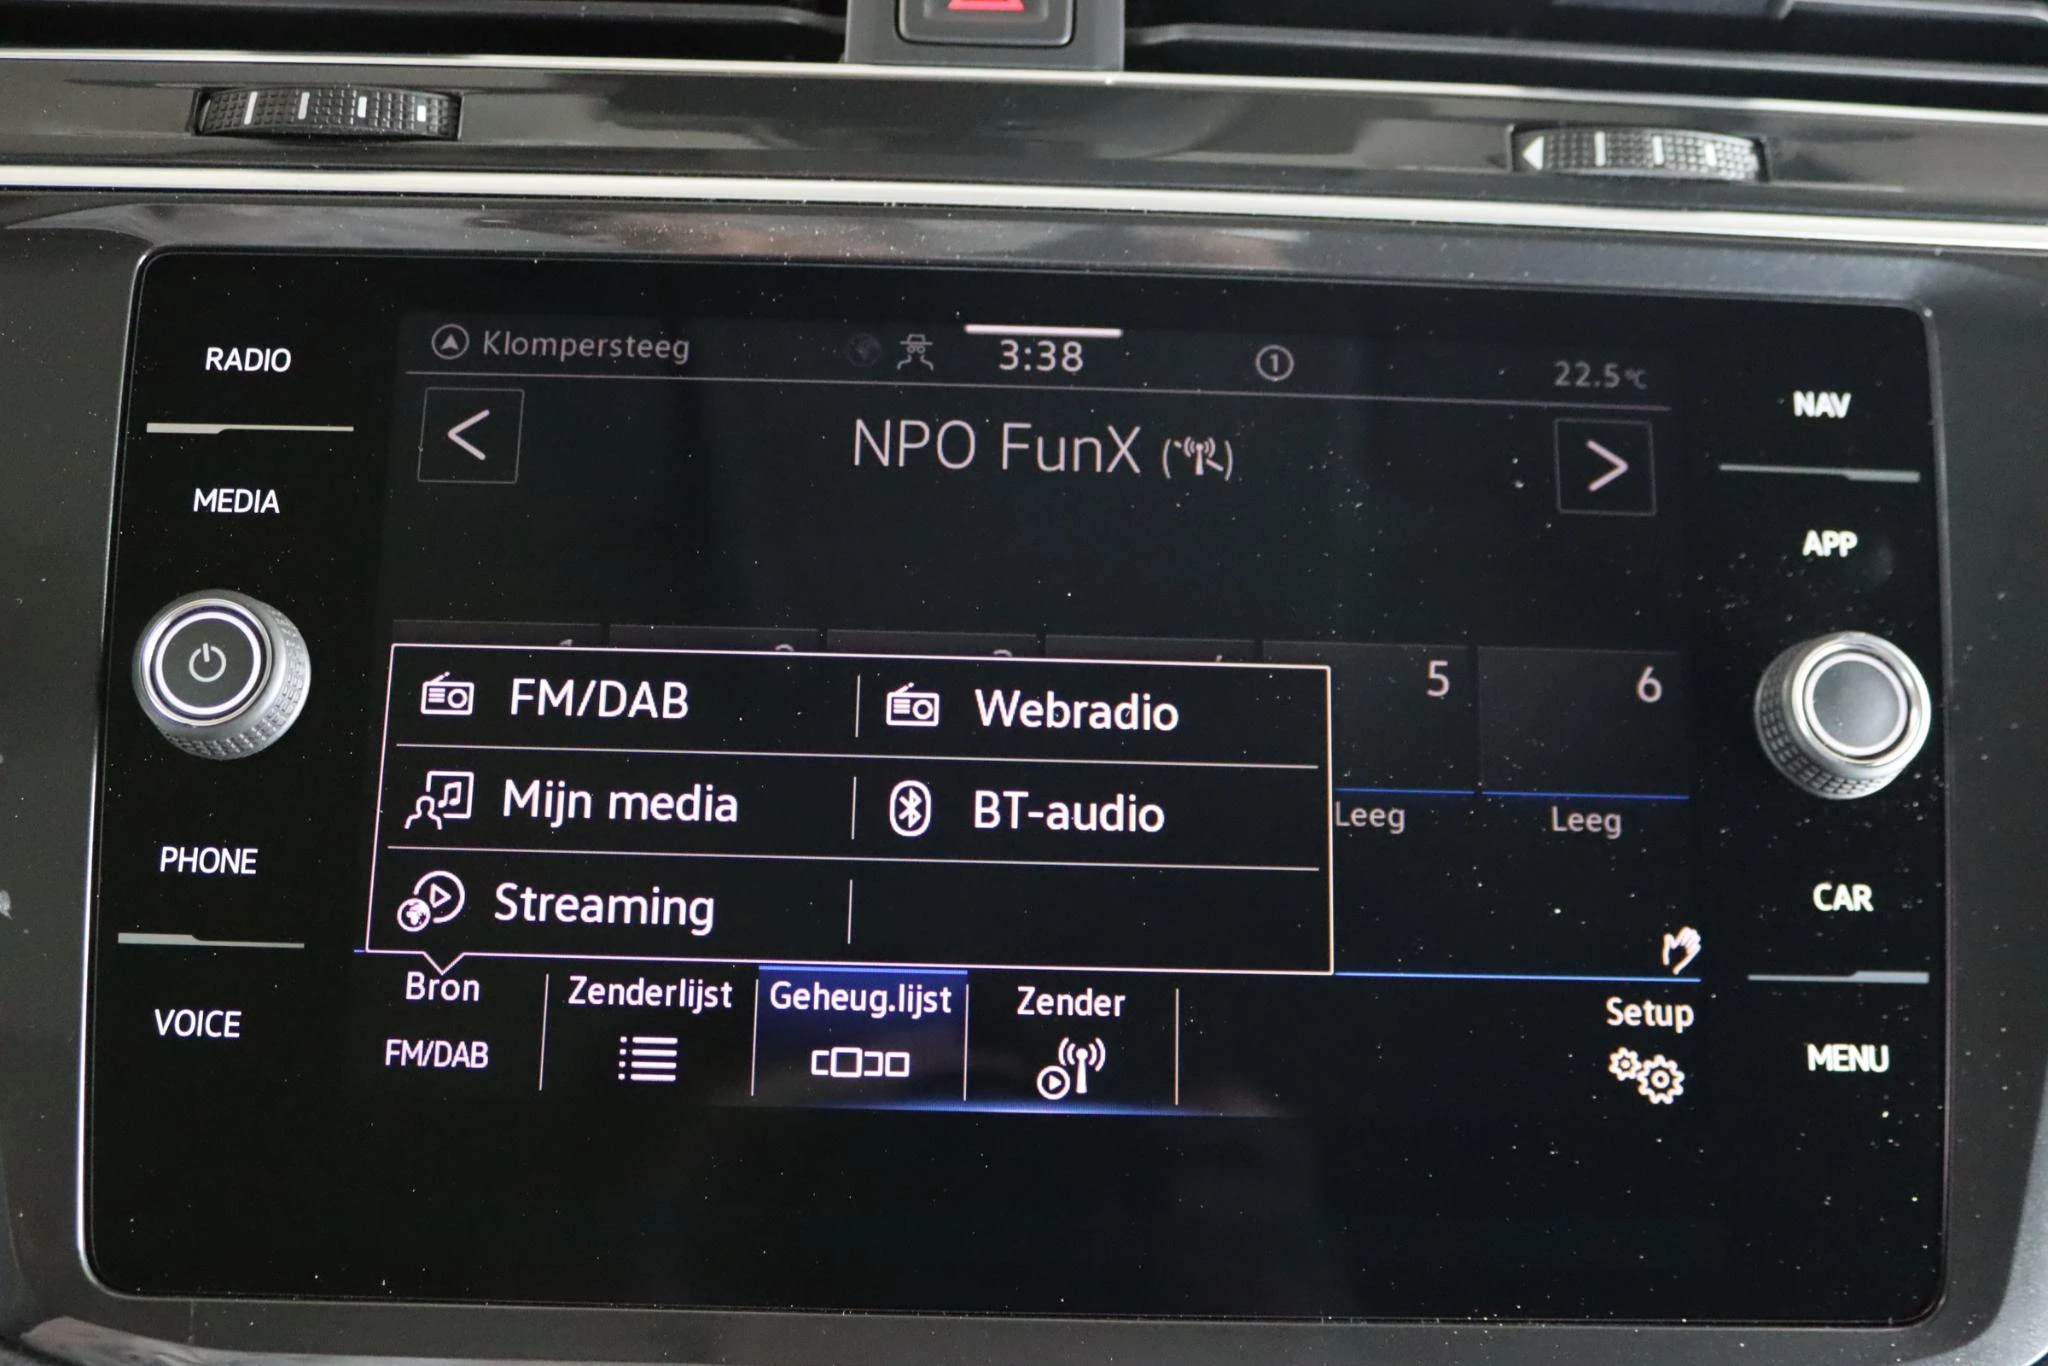 RADIO
MEDIA
PHONE
VOICE
Klompersteeg
3:38
1
22.5°C
< NPO FunX >
5
6
FM/DAB
Webradio
Mijn media
BT-audio
Streaming
Leeg
Leeg
Bron
FM/DAB
Zenderlijst
Geheug.lijst
Zender
Setup
NAV
APP
CAR
MENU